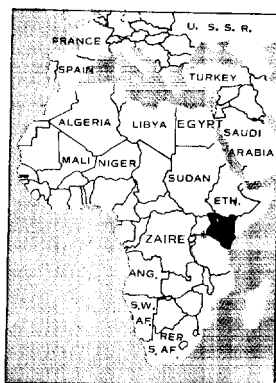 U. S. S. R.
FRANCE
SPAIN
TURKEY
ALGERIA
LIBYA
EGYPT
SAUDI
ARABIA
MALI
NIGER
SUDAN
ETH.
ZAIRE
ANG.
S.W.
AF.
REP.
S. AF.